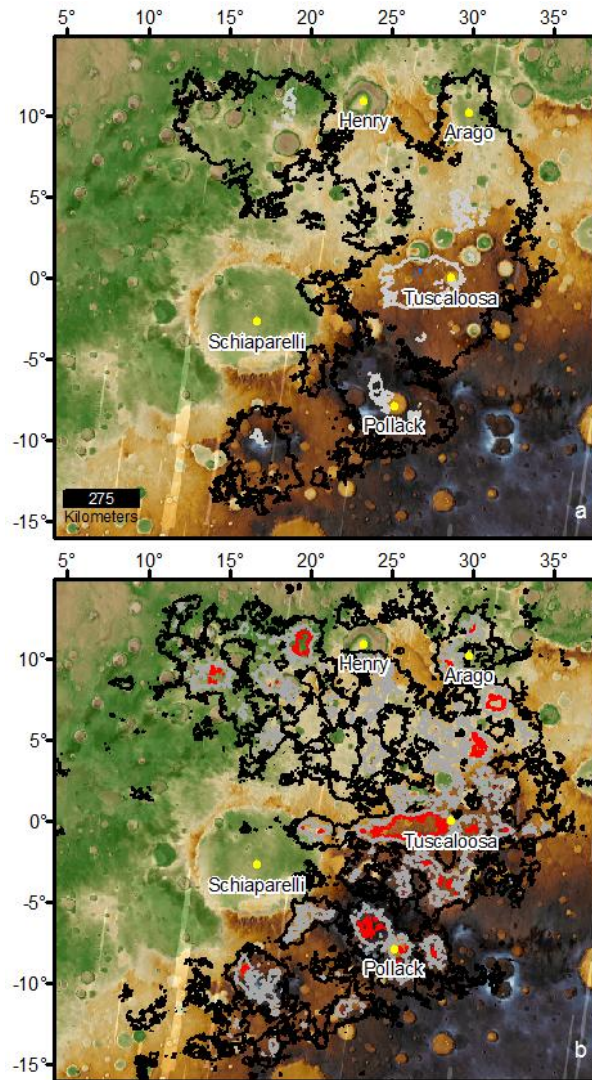 5° 10° 15° 20° 25° 30° 35°
10°
Henry
Arago
5°
0°
Tuscaloosa
Schiaparelli
-5°
Pollack
-10°
275
Kilometers
-15°
a
5° 10° 15° 20° 25° 30° 35°
10°
Henry
Arago
5°
0°
Tuscaloosa
Schiaparelli
-5°
Pollack
-10°
-15°
b